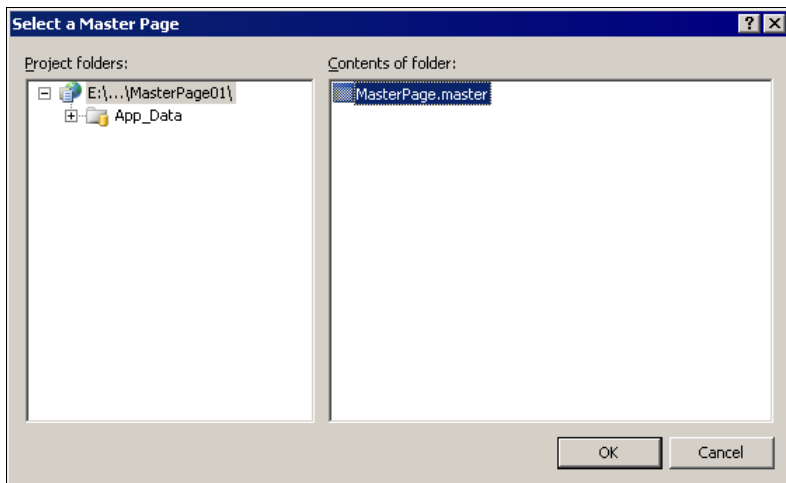 Select a Master Page
Project folders:
Contents of folder:
E:\...\MasterPage01\
App_Data
MasterPage.master
OK
Cancel